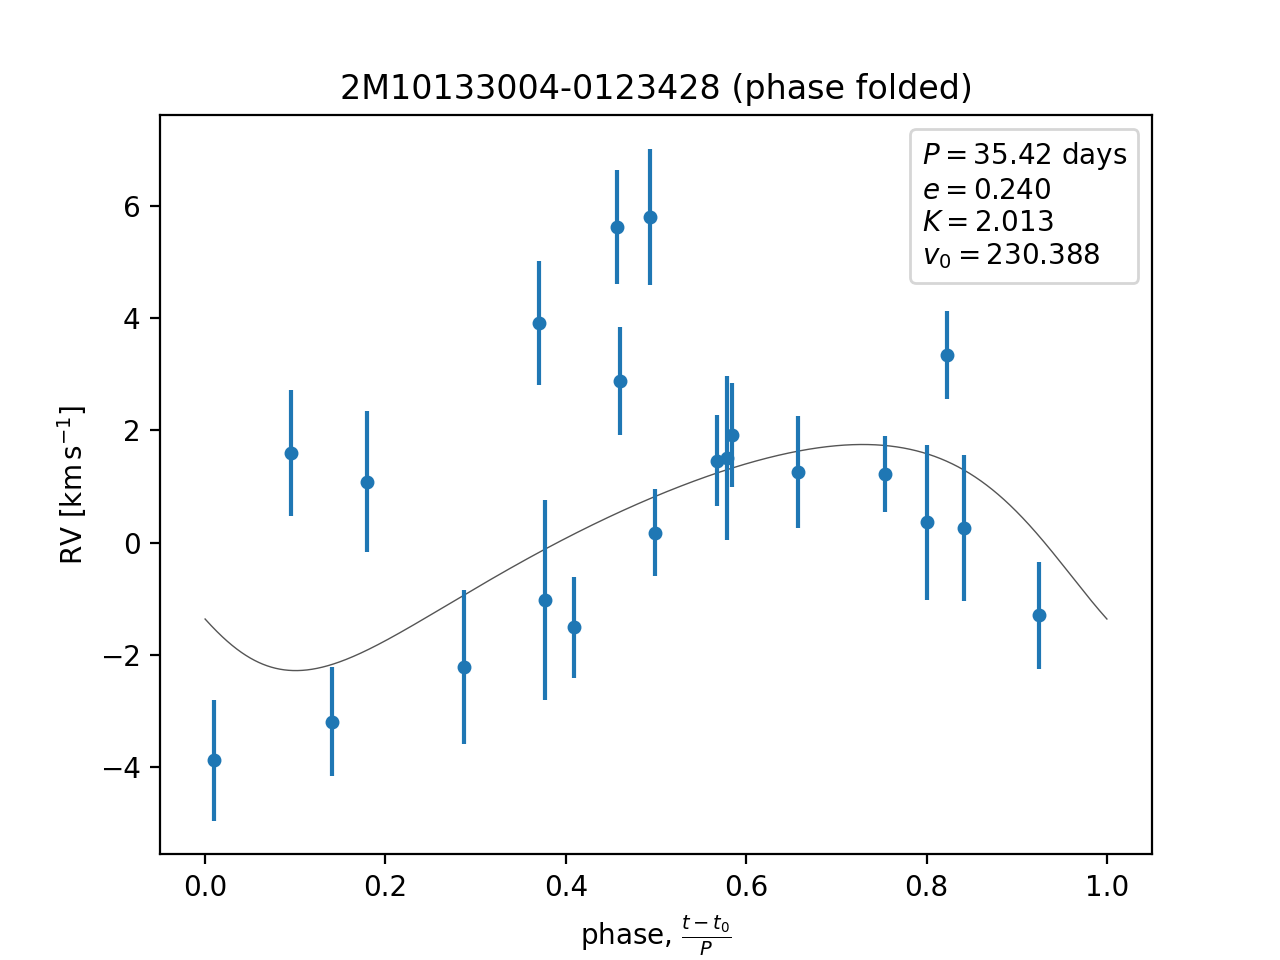 2M10133004-0123428 (phase folded)
P = 35.42 days
e = 0.240
K = 2.013
v₀ = 230.388
RV [km s⁻¹]
6
4
2
0
−2
−4
0.0 0.2 0.4 0.6 0.8 1.0
phase, (t − t₀)/P